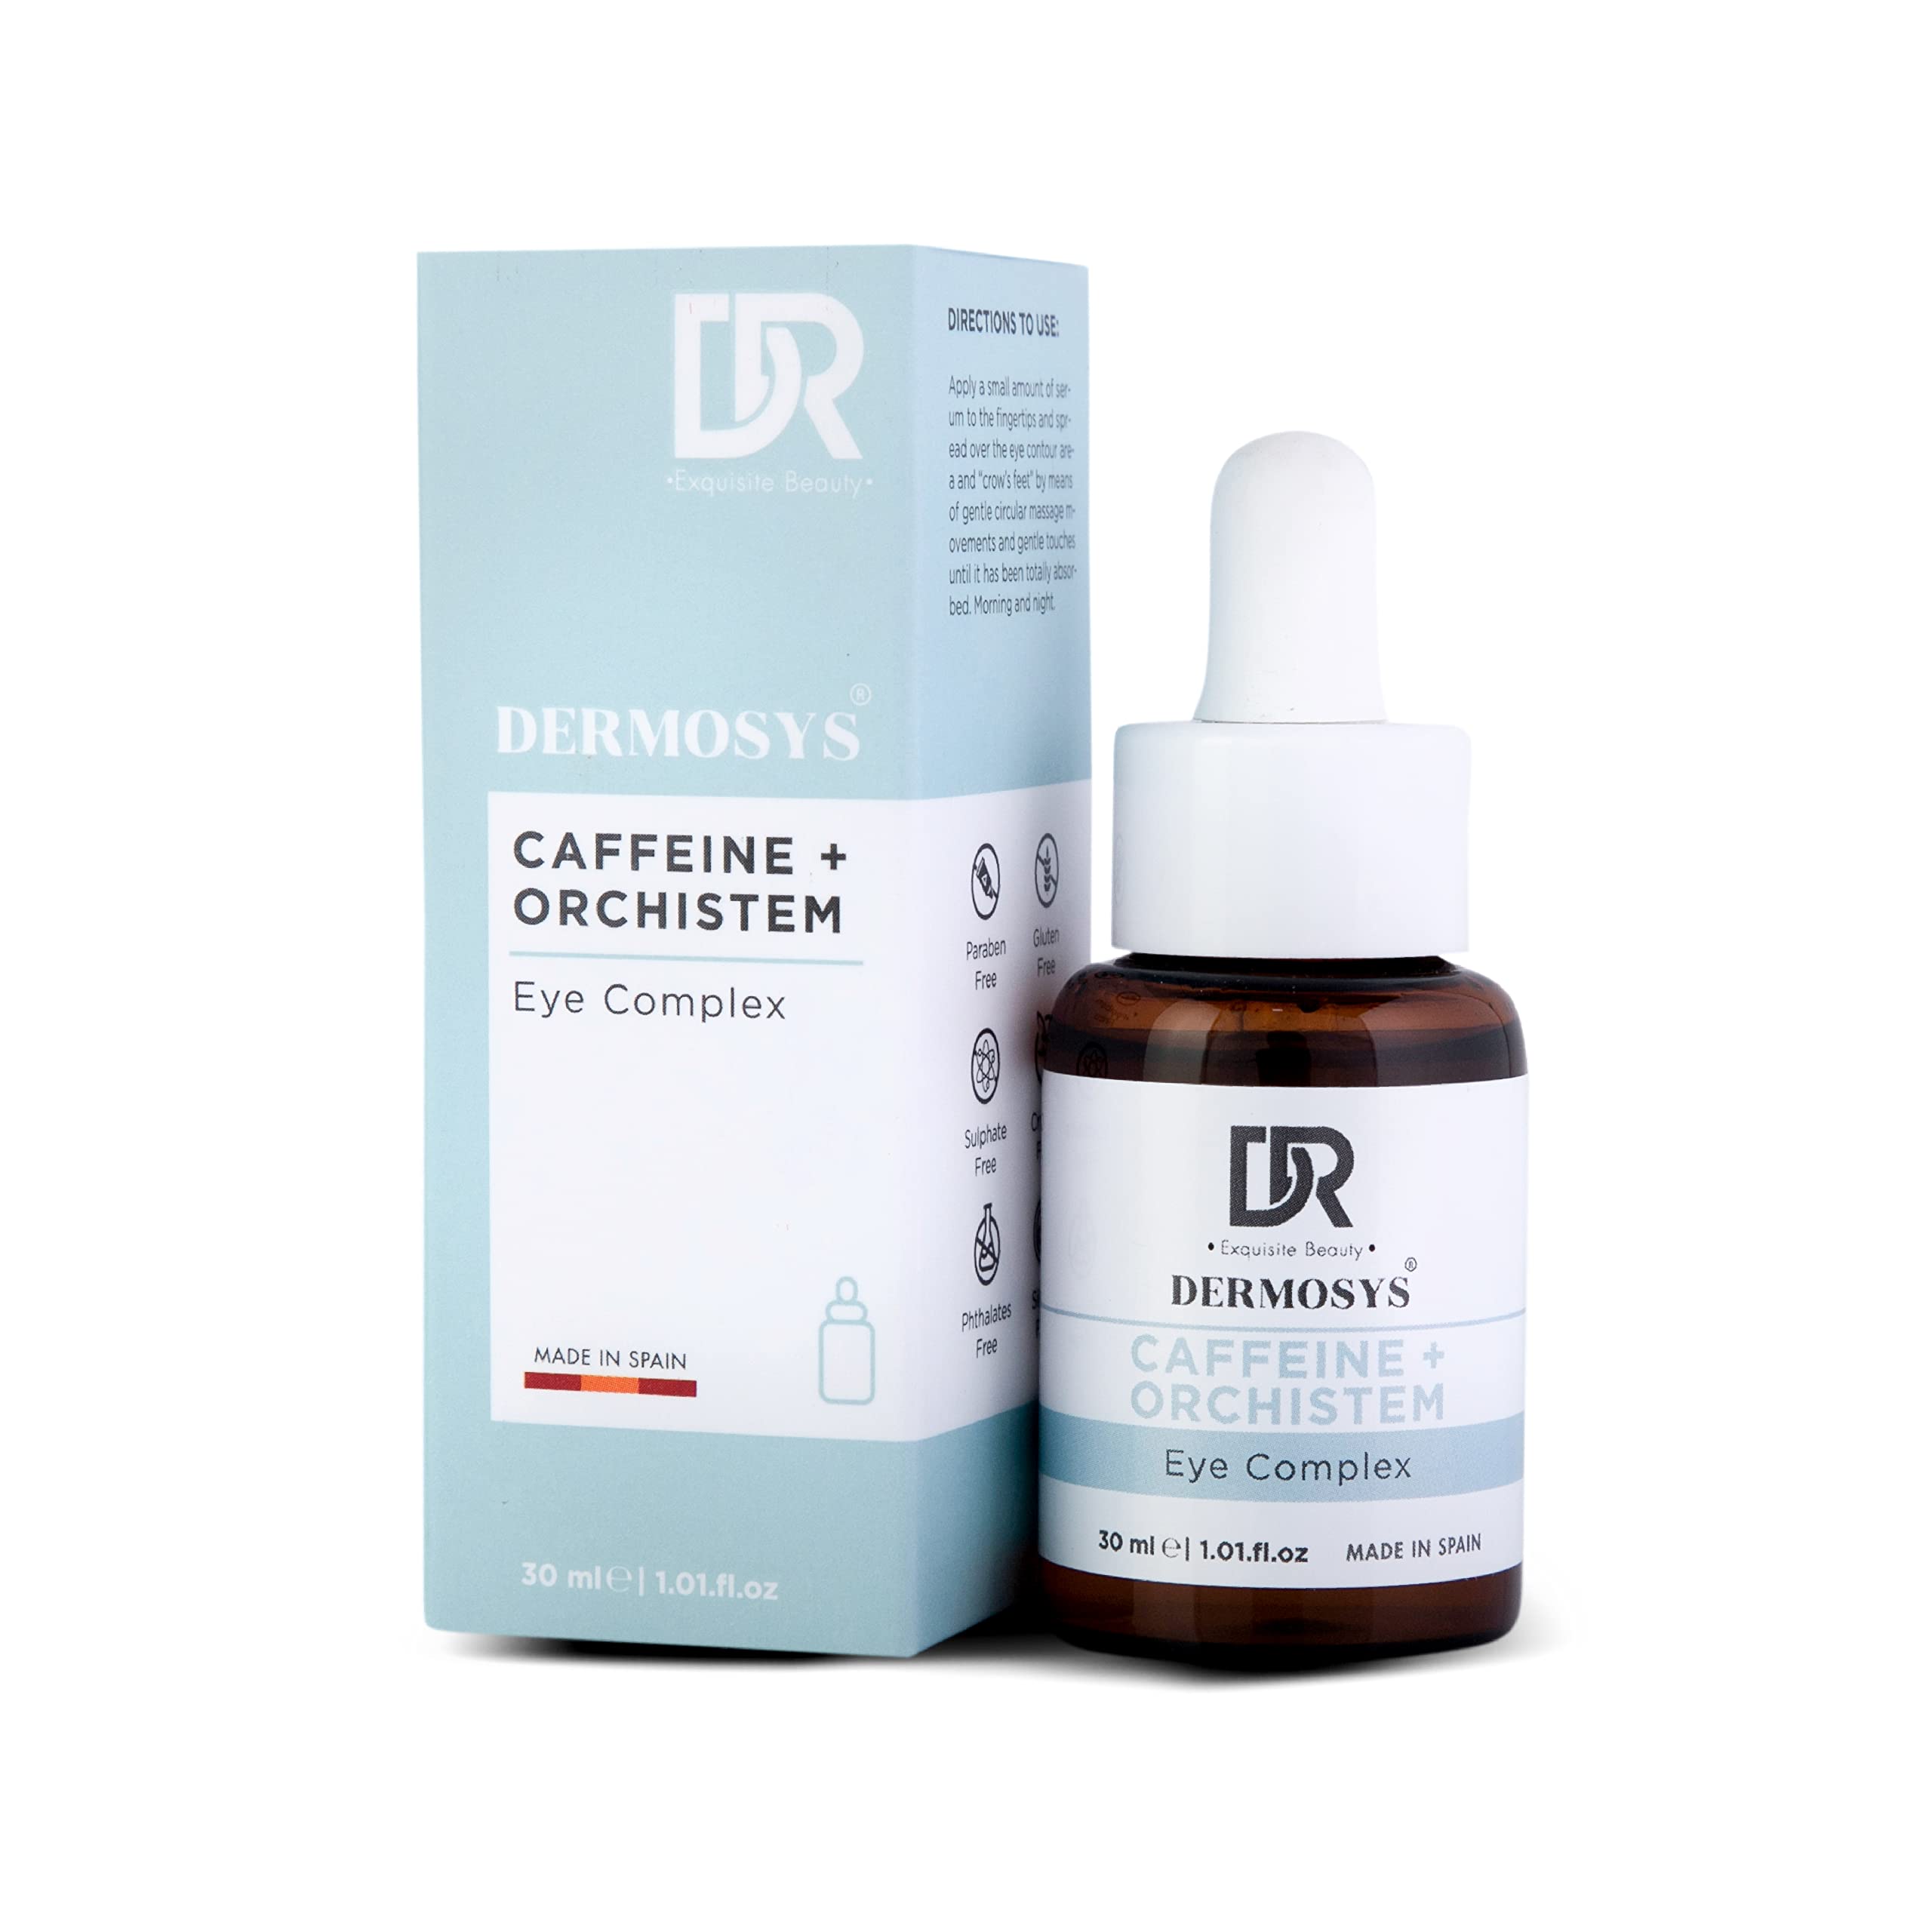 DR
•Exquisite Beauty•
DERMOSYS®
CAFFEINE +
ORCHISTEM
Eye Complex
MADE IN SPAIN
30 ml ℮ | 1.01.fl.oz
DIRECTIONS TO USE:
Apply a small amount of ser-
um to the fingertips and spr-
ead over the eye contour are-
a and "crow's feet" by means
of gentle circular massage m-
ovements and gentle touches
until it has been totally absor-
bed. Morning and night.
Paraben
Free
Gluten
Free
Sulphate
Free
Phthalates
Free
DR
• Exquisite Beauty •
DERMOSYS®
CAFFEINE +
ORCHISTEM
Eye Complex
30 ml ℮ | 1.01.fl.oz MADE IN SPAIN